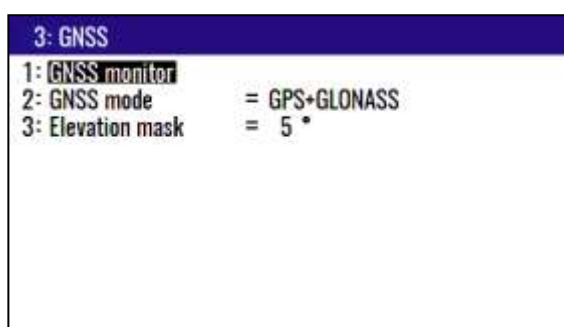 3: GNSS
1: GNSS monitor
2: GNSS mode = GPS+GLONASS
3: Elevation mask = 5 °